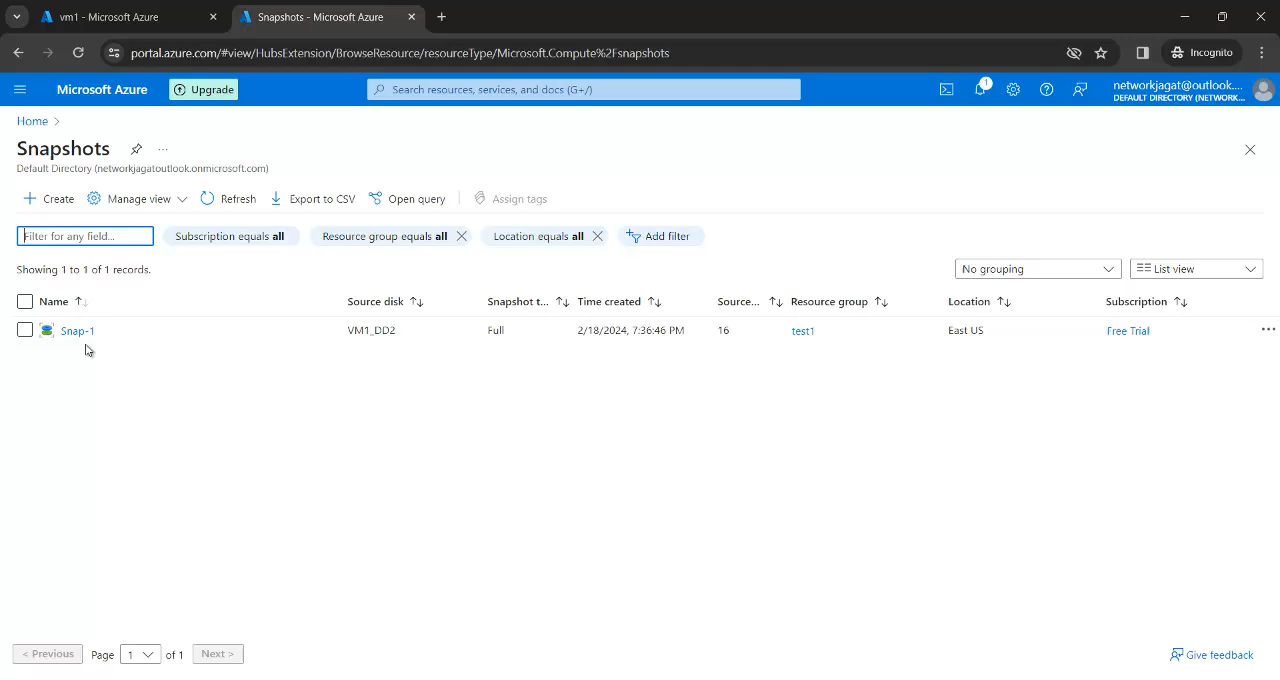 vm1 - Microsoft Azure
Snapshots - Microsoft Azure
portal.azure.com/#view/HubsExtension/BrowseResource/resourceType/Microsoft.Compute%2Fsnapshots
Incognito
Microsoft Azure
Upgrade
Search resources, services, and docs (G+/)
1
networkjagat@outlook....
DEFAULT DIRECTORY (NETWORK...
Home >
Snapshots
...
Default Directory (networkjagatoutlook.onmicrosoft.com)
Create
Manage view
Refresh
Export to CSV
Open query
Assign tags
Filter for any field...
Subscription equals all
Resource group equals all
Location equals all
Add filter
Showing 1 to 1 of 1 records.
No grouping
List view
Name Source disk Snapshot t... Time created Source... Resource group Location Subscription
Snap-1 VM1_DD2 Full 2/18/2024, 7:36:46 PM 16 test1 East US Free Trial ...
< Previous Page 1 of 1 Next >
Give feedback